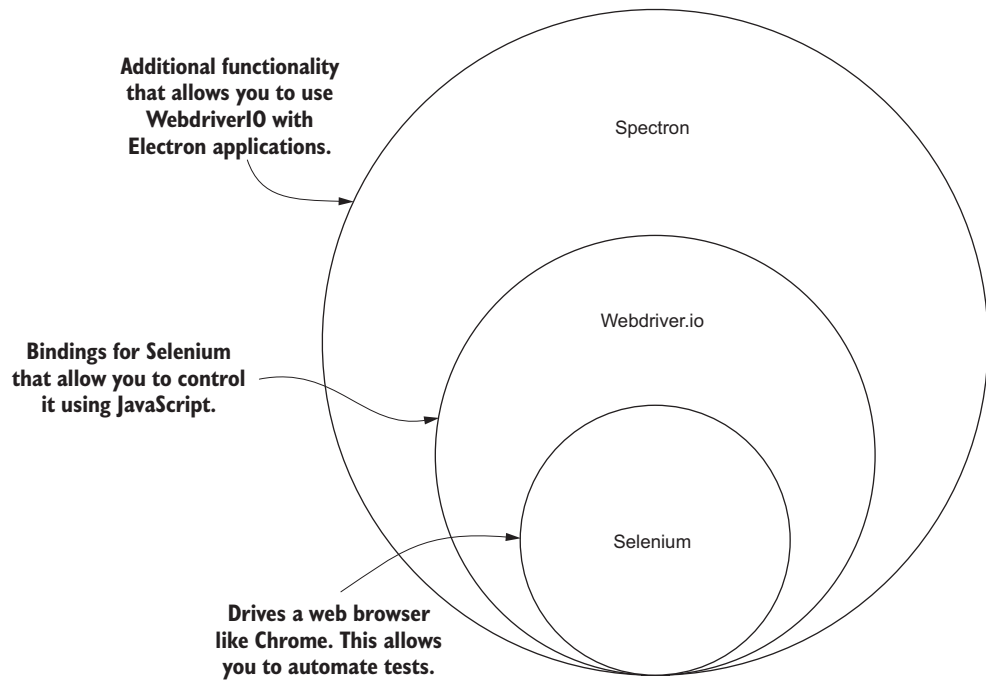 Additional functionality
that allows you to use
WebdriverIO with
Electron applications.
Spectron
Webdriver.io
Bindings for Selenium
that allow you to control
it using JavaScript.
Selenium
Drives a web browser
like Chrome. This allows
you to automate tests.